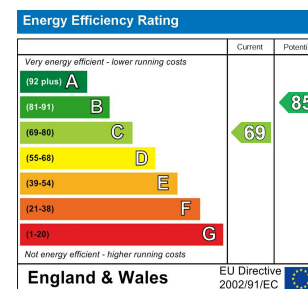 Energy Efficiency Rating
Current Potenti
Very energy efficient - lower running costs
(92 plus) A
(81-91) B
85
(69-80) C
69
(55-68) D
(39-54) E
(21-38) F
(1-20) G
Not energy efficient - higher running costs
England & Wales
EU Directive
2002/91/EC